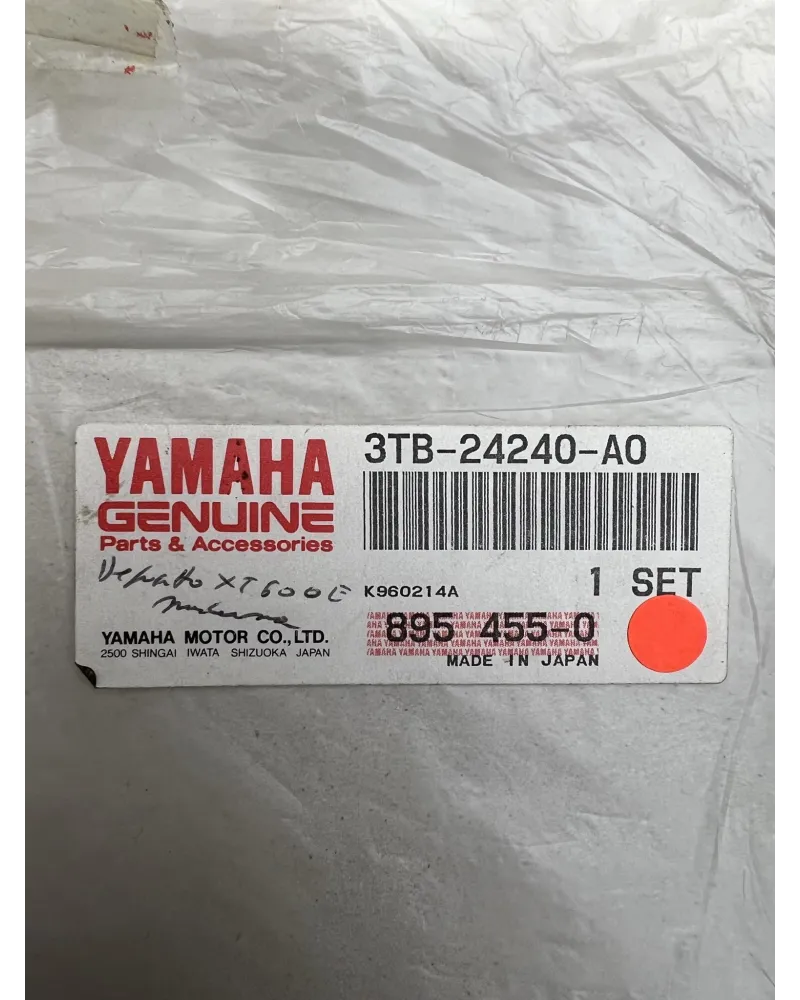 YAMAHA
GENUINE
Parts & Accessories
XT600E
YAMAHA MOTOR CO., LTD.
2500 SHINGAI IWATA SHIZUOKA JAPAN
3TB-24240-A0
K960214A
1 SET
895 455 0
MADE IN JAPAN